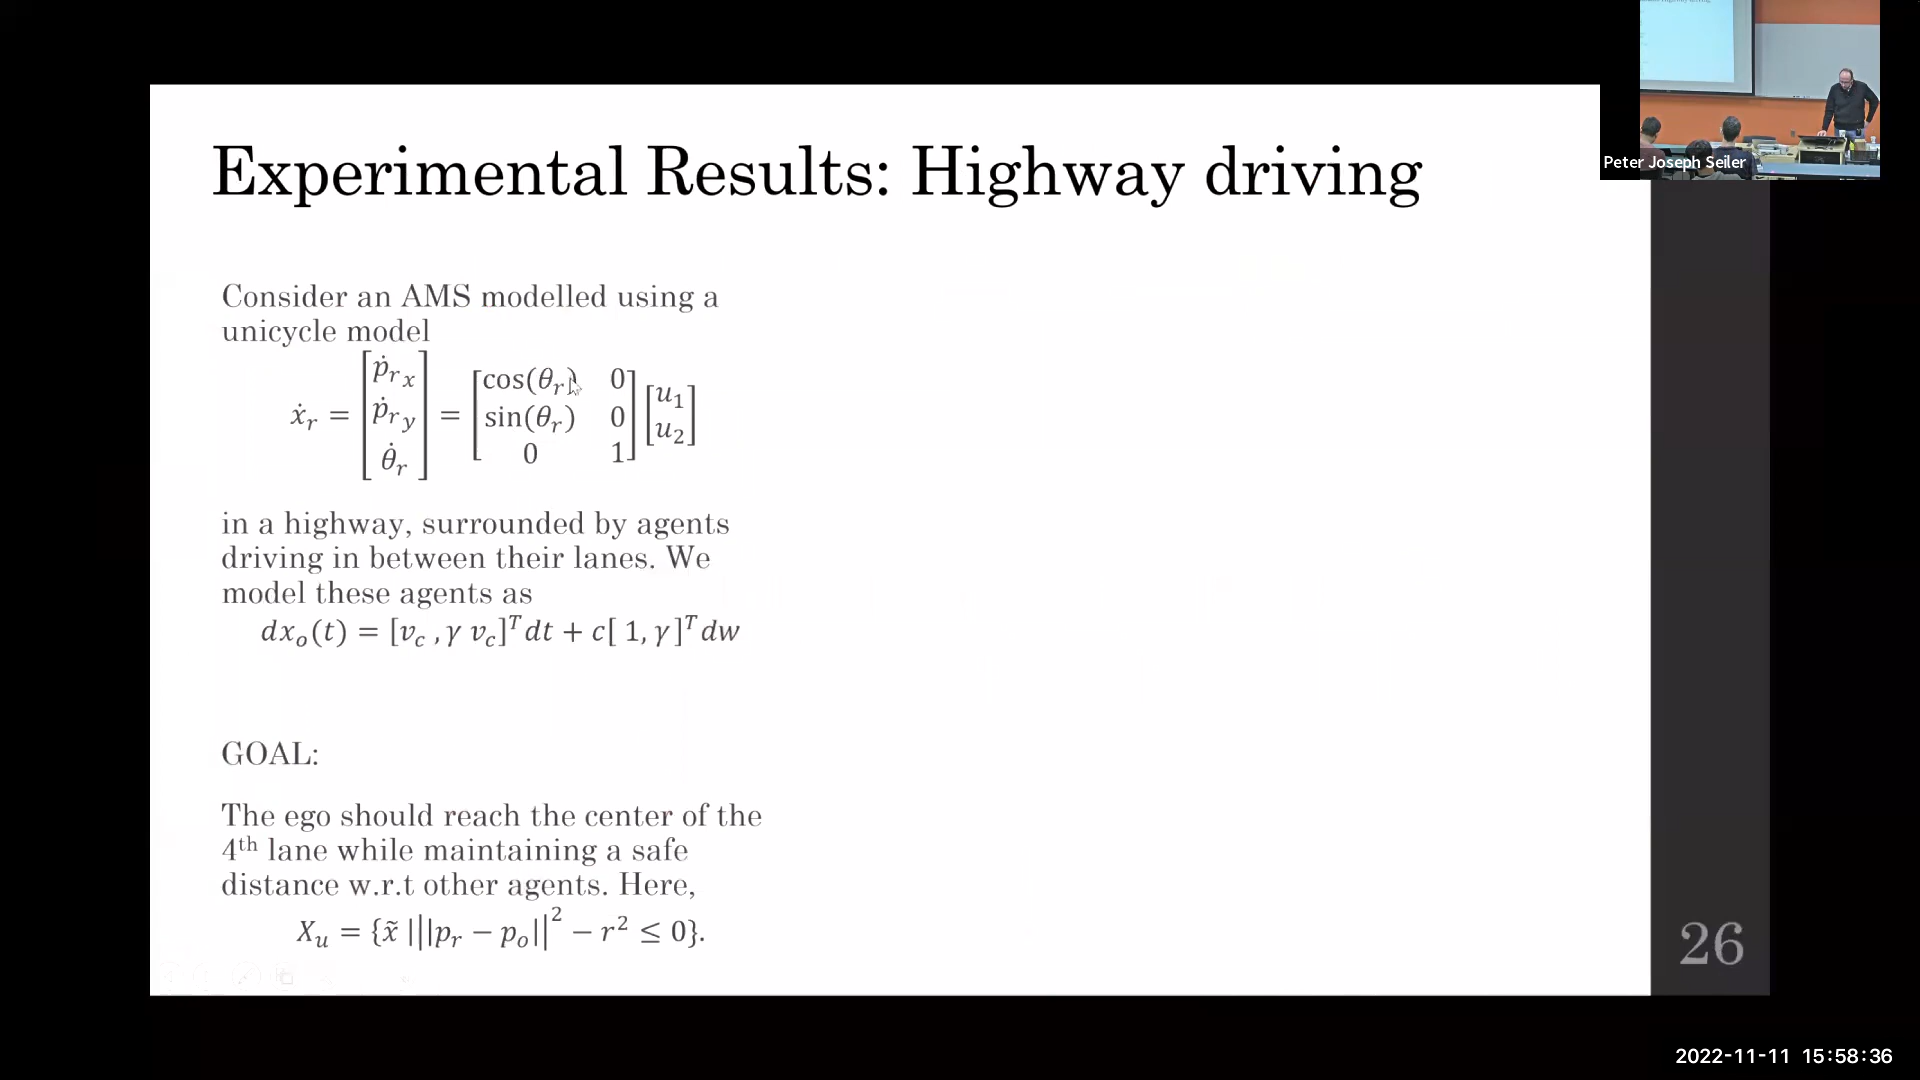 Experimental Results: Highway driving
Peter Joseph Seiler
Consider an AMS modelled using a
unicycle model
ẋ_r = [ṗ_{r x}; ṗ_{r y}; θ̇_r] = [cos(θ_r) 0; sin(θ_r) 0; 0 1] [u_1; u_2]
in a highway, surrounded by agents
driving in between their lanes. We
model these agents as
dx_o(t) = [v_c , γ v_c]^T dt + c[ 1, γ ]^T dw
GOAL:
The ego should reach the center of the
4th lane while maintaining a safe
distance w.r.t other agents. Here,
X_u = {x̃ | ||p_r − p_o||^2 − r^2 ≤ 0}.
26
2022-11-11 15:58:36